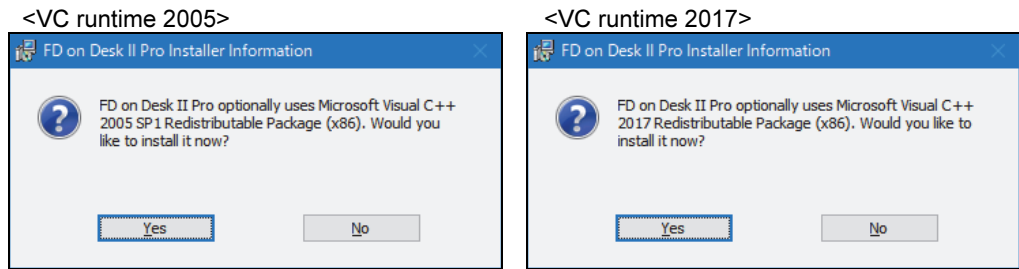 <VC runtime 2005>
FD on Desk II Pro Installer Information
FD on Desk II Pro optionally uses Microsoft Visual C++
2005 SP1 Redistributable Package (x86). Would you
like to install it now?
Yes
No
<VC runtime 2017>
FD on Desk II Pro Installer Information
FD on Desk II Pro optionally uses Microsoft Visual C++
2017 Redistributable Package (x86). Would you like to
install it now?
Yes
No